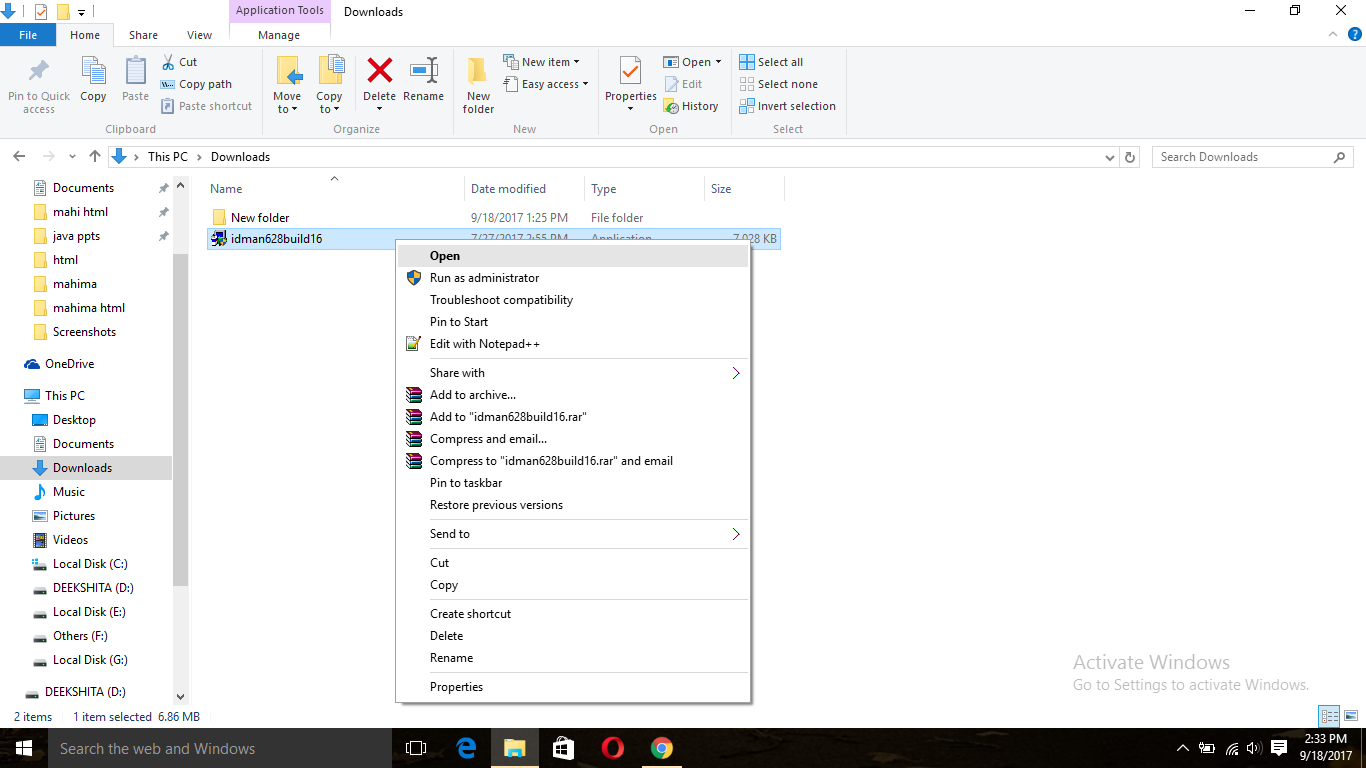 Application Tools
Downloads
File
Home
Share
View
Manage
Pin to Quick access
Copy
Paste
Cut
Copy path
Paste shortcut
Clipboard
Move to
Copy to
Delete
Rename
Organize
New folder
New item
Easy access
New
Properties
Open
Edit
History
Open
Select all
Select none
Invert selection
Select
This PC
Downloads
Search Downloads
Name
Date modified
Type
Size
New folder
9/18/2017 1:25 PM
File folder
idman628build16
7/27/2017 2:55 PM
Application
7,028 KB
Documents
mahi html
java ppts
html
mahima
mahima html
Screenshots
OneDrive
This PC
Desktop
Documents
Downloads
Music
Pictures
Videos
Local Disk (C:)
DEEKSHITA (D:)
Local Disk (E:)
Others (F:)
Local Disk (G:)
DEEKSHITA (D:)
Open
Run as administrator
Troubleshoot compatibility
Pin to Start
Edit with Notepad++
Share with
Add to archive...
Add to "idman628build16.rar"
Compress and email...
Compress to "idman628build16.rar" and email
Pin to taskbar
Restore previous versions
Send to
Cut
Copy
Create shortcut
Delete
Rename
Properties
Activate Windows
Go to Settings to activate Windows.
2 items
1 item selected 6.86 MB
Search the web and Windows
2:33 PM
9/18/2017